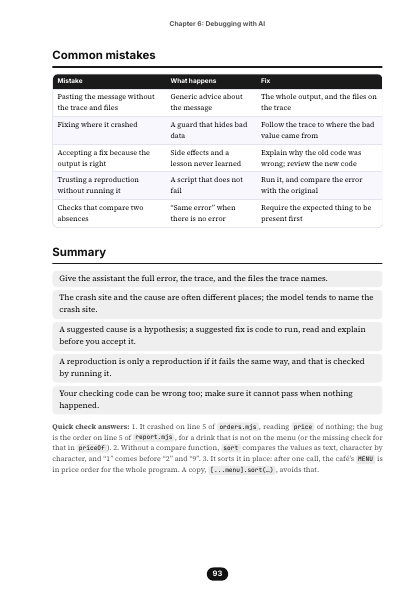 Chapter 6: Debugging with AI
Common mistakes
Mistake What happens Fix
Pasting the message without Generic advice about The whole output, and the files on
the trace and files the message the trace
Fixing where it crashed A guard that hides bad Follow the trace to where the bad
data value came from
Accepting a fix because the Side effects and a Explain why the old code was
output is right lesson never learned wrong; review the new code
Trusting a reproduction A script that does not Run it, and compare the error
without running it fail with the original
Checks that compare two “Same error” when Require the expected thing to be
absences there is no error present first
Summary
Give the assistant the full error, the trace, and the files the trace names.
The crash site and the cause are often different places; the model tends to name the
crash site.
A suggested cause is a hypothesis; a suggested fix is code to run, read and explain
before you accept it.
A reproduction is only a reproduction if it fails the same way, and that is checked
by running it.
Your checking code can be wrong too; make sure it cannot pass when nothing
happened.
Quick check answers: 1. It crashed on line 5 of orders.mjs, reading price of nothing; the bug
is the order on line 5 of report.mjs, for a drink that is not on the menu (or the missing check for
that in priceOf). 2. Without a compare function, sort compares the values as text, character by
character, and “1” comes before “2” and “9”. 3. It sorts it in place: after one call, the café’s MENU is
in price order for the whole program. A copy, [...menu].sort(…), avoids that.
93